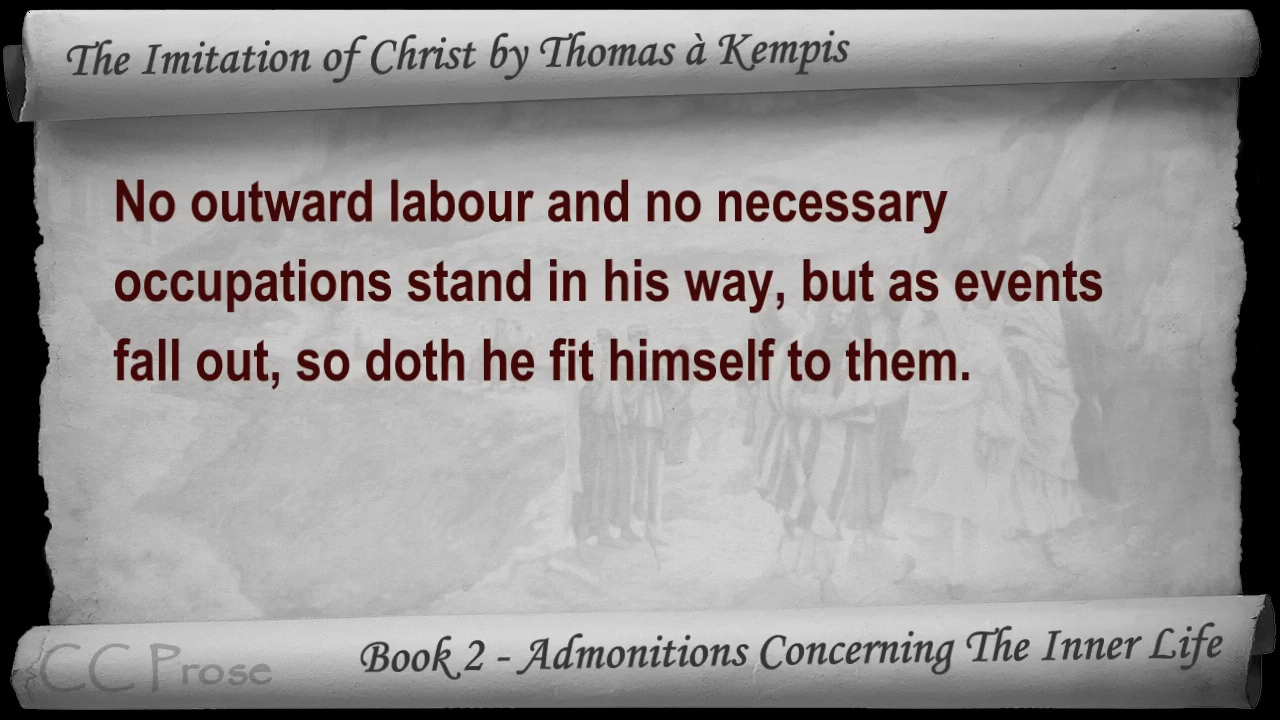 The Imitation of Christ by Thomas à Kempis
No outward labour and no necessary
occupations stand in his way, but as events
fall out, so doth he fit himself to them.
CC Prose
Book 2 - Admonitions Concerning The Inner Life